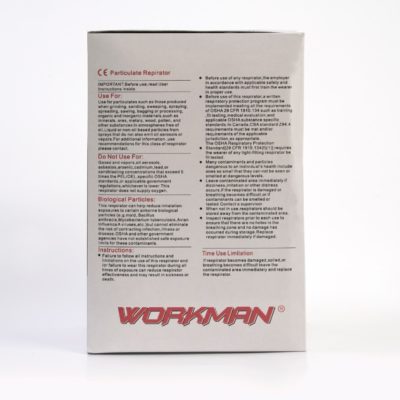 CE Particulate Repirator
IMPORTANT Before use, read User
Instructions inside
Use For:
Use for particulates such as those produced
when grinding, sanding, sweeping, spraying
spreading, sawing, bagging or processing
organic and inorganic materials such as
minerals, ores, metals, wood, pollen, and
other substances in atmospheres free of
oil. Liquid or non-oil based particles from
sprays that do not also emit oil aerosols or
vapors. For additional information, use
recommendations for this class of respirator
please contact.
Do Not Use For:
Gases and vapors, oil aerosols,
asbestos, arsenic, cadmium, lead, or
sandblasting concentrations that exceed 5
times the PEL/OEL, specific OSHA
standards, or applicable government
regulations, whichever is lower. This
respirator does not supply oxygen.
Biological Particles:
This respirator can help reduce inhalation
exposures to certain airborne biological
particles (e.g. mold, Bacillus
anthracis, Mycobacterium tuberculosis, Avian
Influenza A viruses, etc.) but cannot eliminate
the risk of contracting infection, illness or
disease. OSHA and other government
agencies have not established safe exposure
limits for these contaminants.
Instructions:
● Failure to follow all instructions and
limitations on the use of this respirator and
/or failure to wear this respirator during all
times of exposure can reduce respirator
effectiveness and may result in sickness or
death.
● Before use of any respirator, the employer
in accordance with applicable safety and
health standards must first train the wearer
in proper use.
● Before use of this respirator, a written
respiratory protection program must be
implemented meeting all the requirements
of OSHA 29 CFR 1910. 134 such as training
, fit testing, medical evaluation, and
applicable OSHA substance specific
standards. In Canada, CSA standard Z94.4
requirements must be met and/or
requirements of the applicable
jurisdiction, as appropriate.
The OSHA Respiratory Protection
the wearer of any tight-fitting respirator be
fit tested
● Many contaminants and particles
dangerous to an individual's health include
ones so small that they can not be seen or
smelled at dangerous levels.
● Leave contaminated area immediately if
dizziness, irritation or other distress
occurs if the respirator is damaged or
breathing becomes difficult or if
contaminants can be smelled or
tasted Contact a supervisor
● When not in use respirators should be
stored away from the contaminated area.
● Inspect respirators prior to each use to
ensure that there are no holes in the
breathing zone and no damage has
occurred during storage. Replace
respirator immediately if damaged.
Time Use Limitation
If respirator becomes damaged, soiled, or
breathing becomes difficult leave the
contaminated area immediately and replace
the respirator.
WORKMAN ®